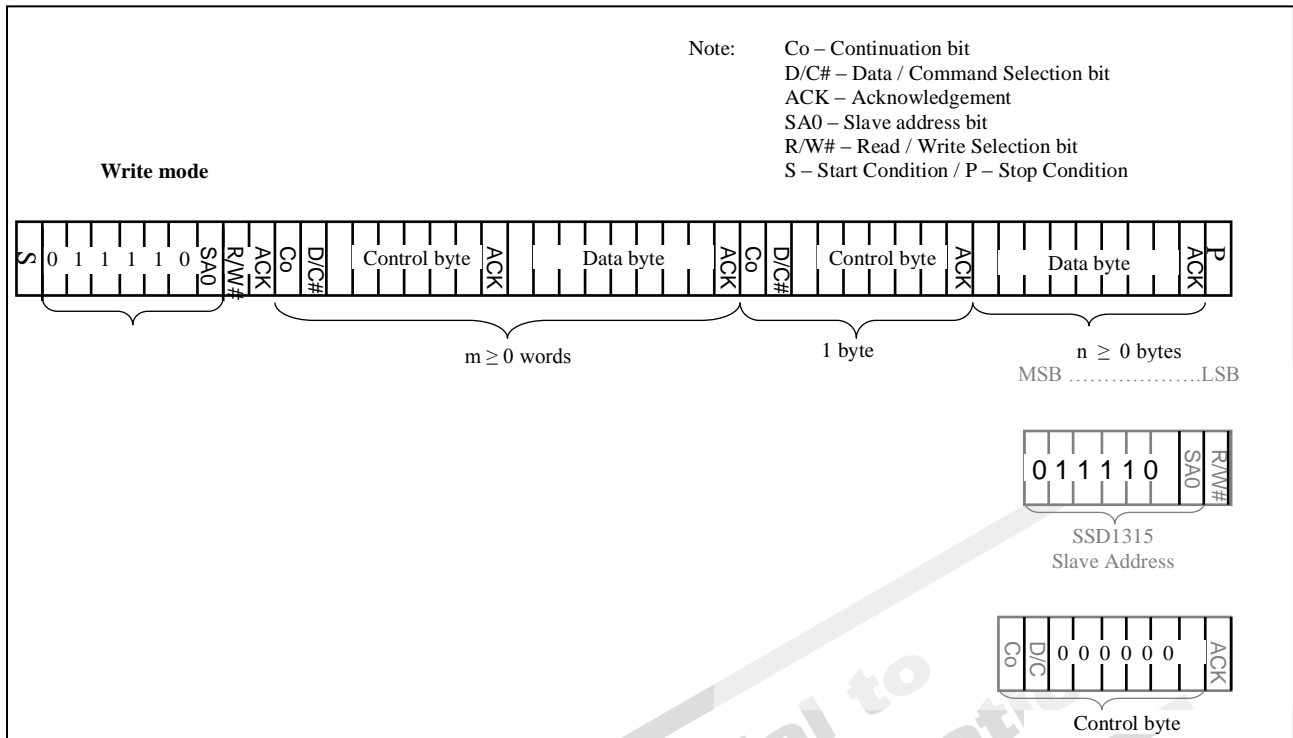 Note: Co – Continuation bit
D/C# – Data / Command Selection bit
ACK – Acknowledgement
SA0 – Slave address bit
R/W# – Read / Write Selection bit
S – Start Condition / P – Stop Condition
Write mode
S 0 1 1 1 1 0 SA0 R/W# ACK Co D/C# Control byte ACK Data byte ACK Co D/C# Control byte ACK Data byte ACK P
m ≥ 0 words 1 byte n ≥ 0 bytes
MSB ………………..LSB
0 1 1 1 1 0 SA0 R/W#
SSD1315
Slave Address
Co D/C 0 0 0 0 0 0 ACK
Control byte